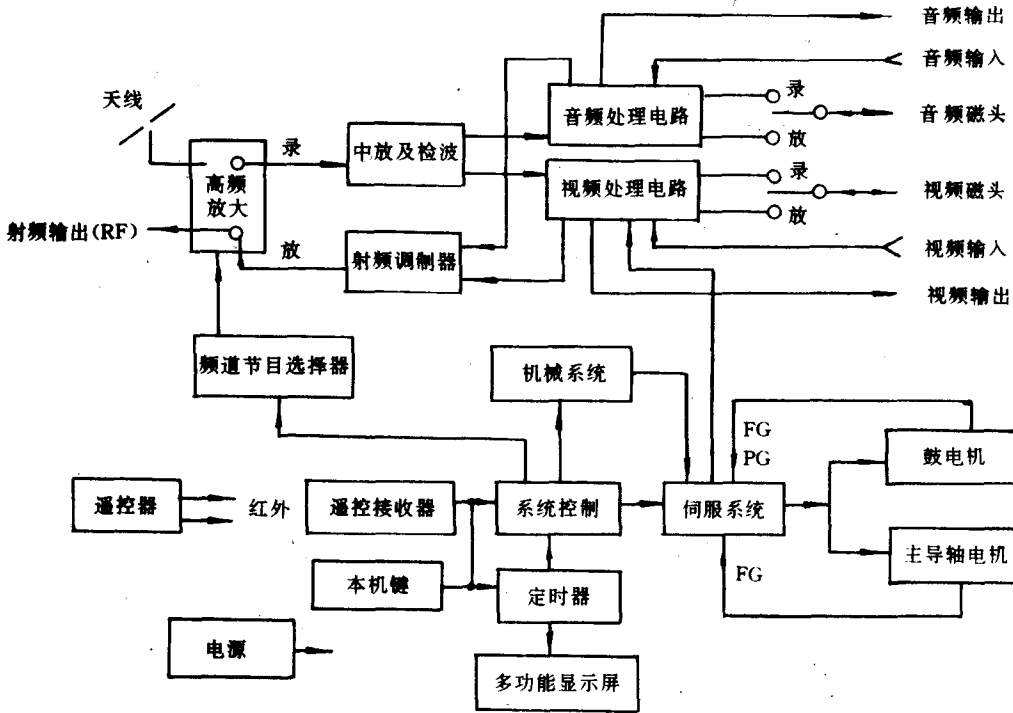 音频输出
音频输入
天线
录
中放及检波
音频处理电路
录
放
音频磁头
高频
放大
视频处理电路
录
放
视频磁头
射频输出(RF)
放
射频调制器
视频输入
视频输出
频道节目选择器
机械系统
FG
PG
鼓电机
遥控器
红外
遥控接收器
系统控制
伺服系统
主导轴电机
FG
本机键
定时器
电源
多功能显示屏